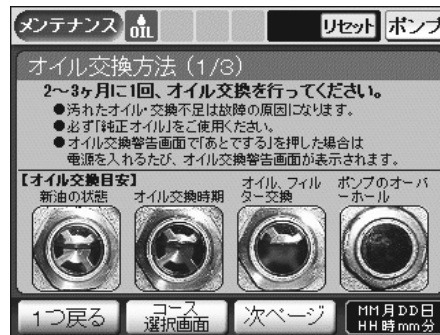 メンテナンス OIL リセット ポンプ
オイル交換方法（1/3）
2～3ヶ月に1回、オイル交換を行ってください。
●汚れたオイル・交換不足は故障の原因になります。
●必ず「純正オイル」をご使用ください。
●オイル交換警告画面で「あとでする」を押した場合は
電源を入れるたび、オイル交換警告画面が表示されます。
【オイル交換目安】
新油の状態
オイル交換時期
オイル、フィル
ター交換
ポンプのオーバ
ーホール
1つ戻る
コース
選択画面
次ページ
MM月DD日
HH時mm分